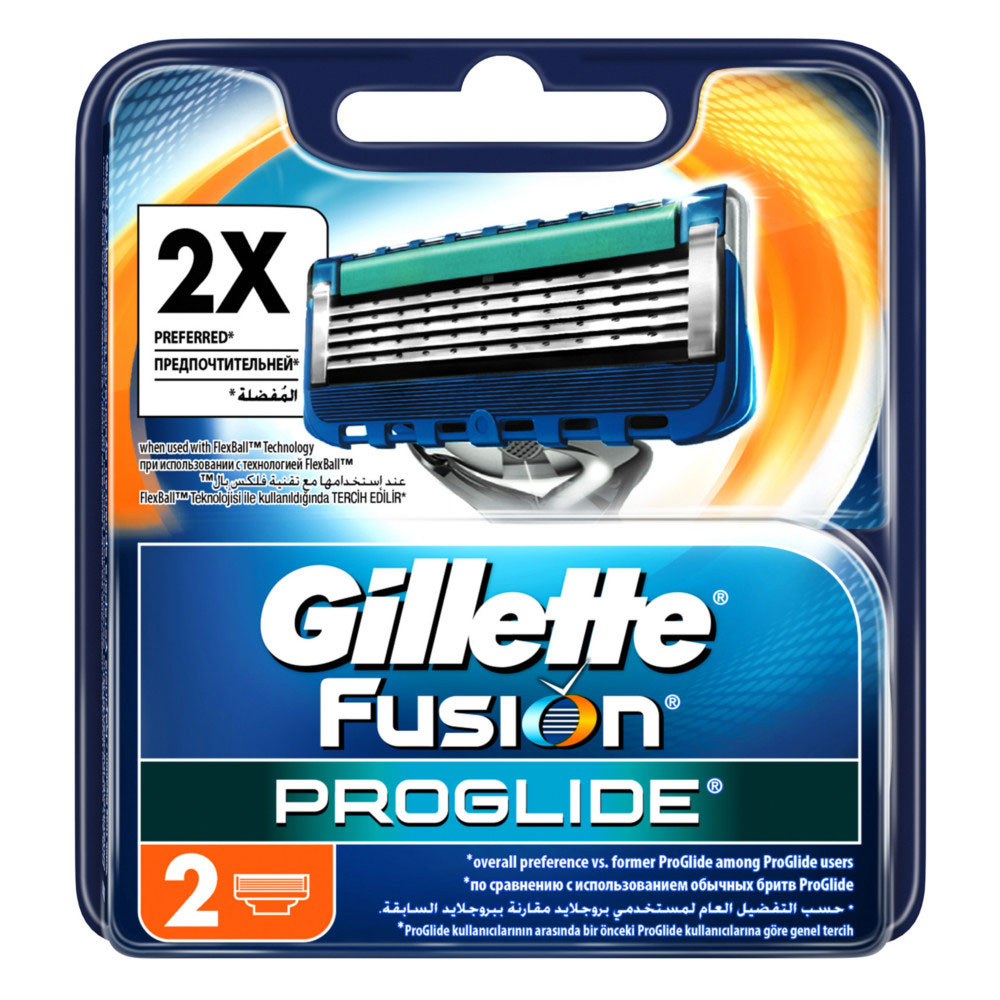 2X
PREFERRED*
ПРЕДПОЧТИТЕЛЬНЕЙ*
المُفضلة*
when used with FlexBall™ Technology
при использовании с технологией FlexBall™
عند إستخدامها مع تقنية فلكس بال™
FlexBall™ Teknolojisi ile kullanıldığında TERCİH EDİLİR*
Gillette®
Fusion®
PROGLIDE®
2
*overall preference vs. former ProGlide among ProGlide users
*по сравнению с использованием обычных бритв ProGlide
• حسب التفضيل العام لمستخدمي بروجلايد مقارنة ببروجلايد السابقة.
*ProGlide kullanıcılarının arasında bir önceki ProGlide kullanıcılarına göre genel tercih